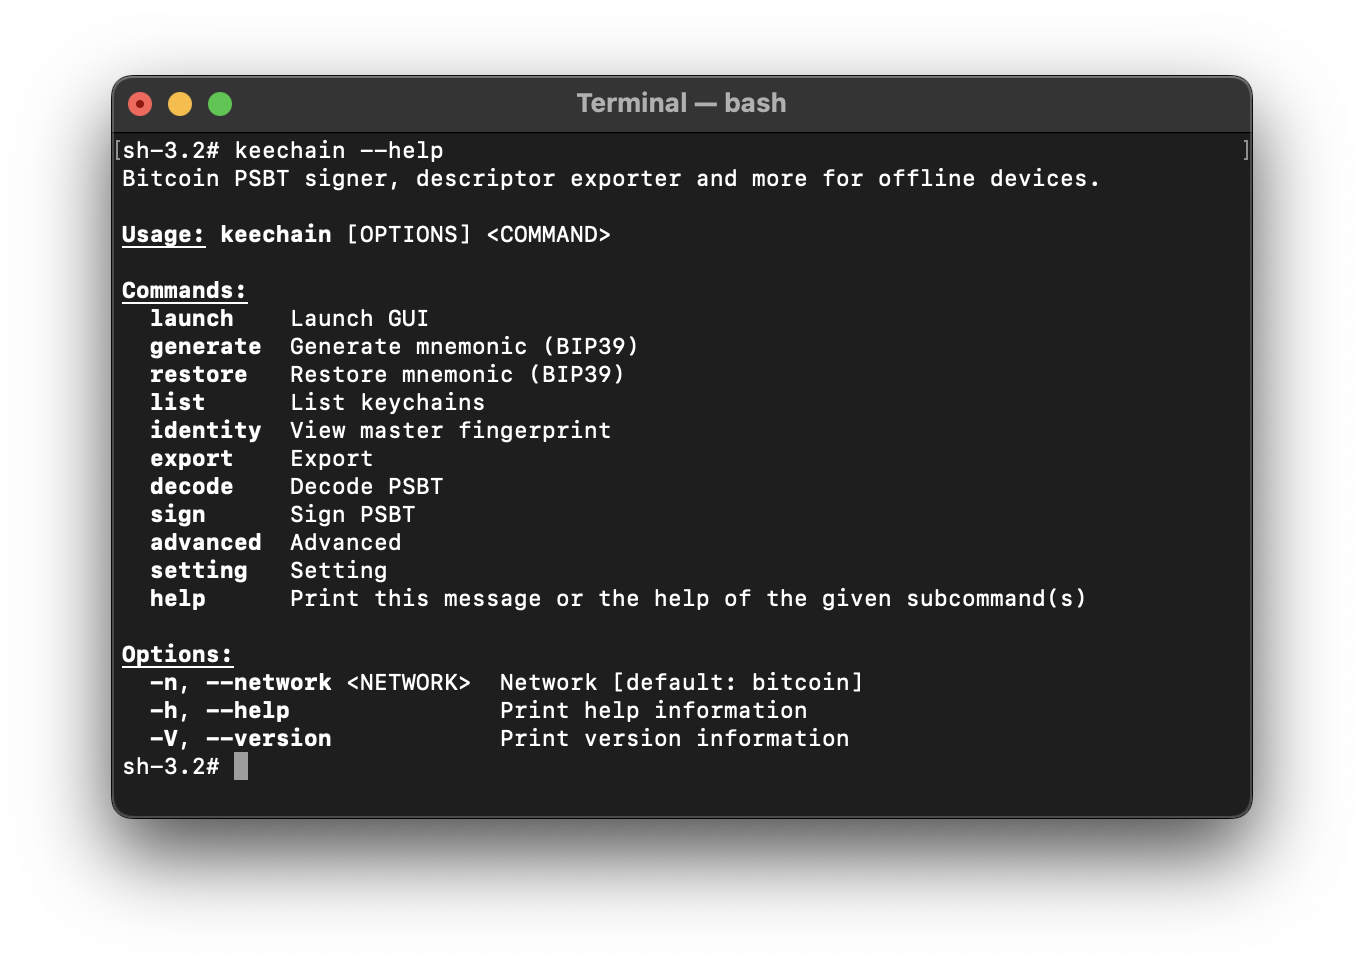 Terminal — bash
[sh-3.2# keechain --help ]
Bitcoin PSBT signer, descriptor exporter and more for offline devices.
Usage: keechain [OPTIONS] <COMMAND>
Commands:
launch Launch GUI
generate Generate mnemonic (BIP39)
restore Restore mnemonic (BIP39)
list List keychains
identity View master fingerprint
export Export
decode Decode PSBT
sign Sign PSBT
advanced Advanced
setting Setting
help Print this message or the help of the given subcommand(s)
Options:
-n, --network <NETWORK> Network [default: bitcoin]
-h, --help Print help information
-V, --version Print version information
sh-3.2#